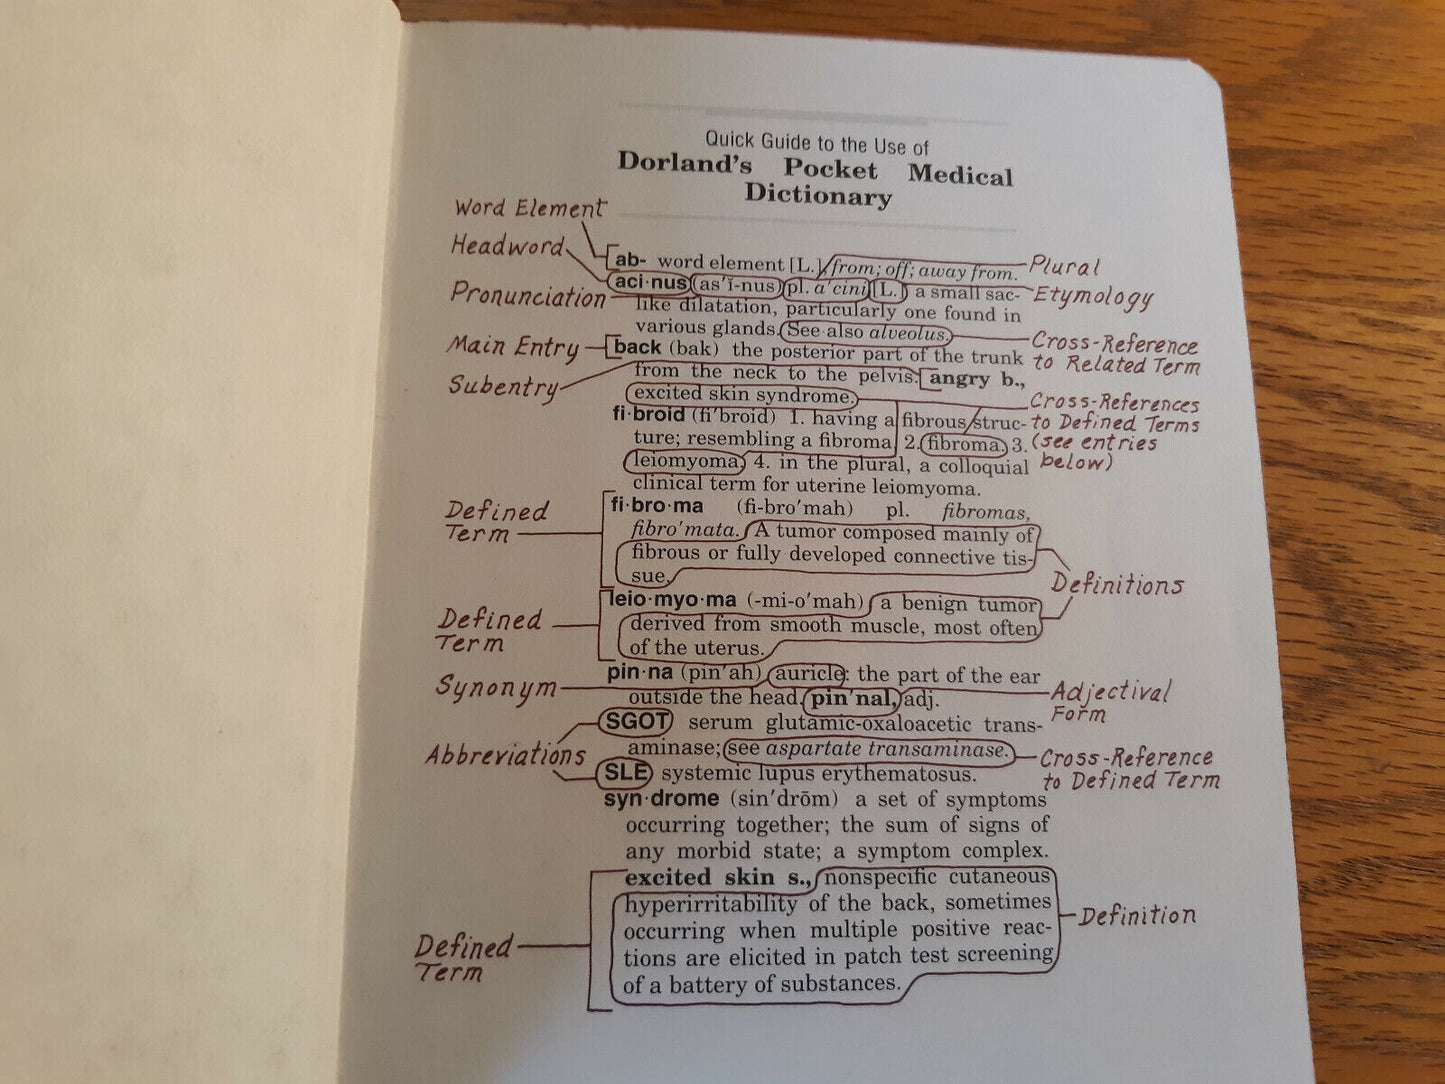 Quick Guide to the Use of
Dorland's Pocket Medical
Dictionary
Word Element
Headword
Pronunciation
Main Entry
Subentry
Defined
Term
Defined
Term
Synonym
Abbreviations
Defined
Term
ab- word element [L.] from; off; away from.
aci·nus (as′ĭ-nus) pl. a′cini [L.] a small sac-
like dilatation, particularly one found in
various glands. See also alveolus.
back (bak) the posterior part of the trunk
from the neck to the pelvis. angry b.,
excited skin syndrome.
fi·broid (fi′broid) 1. having a fibrous struc-
ture; resembling a fibroma 2. fibroma. 3.
leiomyoma. 4. in the plural, a colloquial
clinical term for uterine leiomyoma.
fi·bro·ma (fi-bro′mah) pl. fibromas,
fibro′mata. A tumor composed mainly of
fibrous or fully developed connective tis-
sue.
leio·myo·ma (-mi-o′mah) a benign tumor
derived from smooth muscle, most often
of the uterus.
pin·na (pin′ah) auricle: the part of the ear
outside the head. pin′nal, adj.
SGOT serum glutamic-oxaloacetic trans-
aminase; see aspartate transaminase.
SLE systemic lupus erythematosus.
syn·drome (sin′drōm) a set of symptoms
occurring together; the sum of signs of
any morbid state; a symptom complex.
excited skin s., nonspecific cutaneous
hyperirritability of the back, sometimes
occurring when multiple positive reac-
tions are elicited in patch test screening
of a battery of substances.
Plural
Etymology
Cross-Reference
to Related Term
Cross-References
to Defined Terms
(see entries
below)
Definitions
Adjectival
Form
Cross-Reference
to Defined Term
Definition